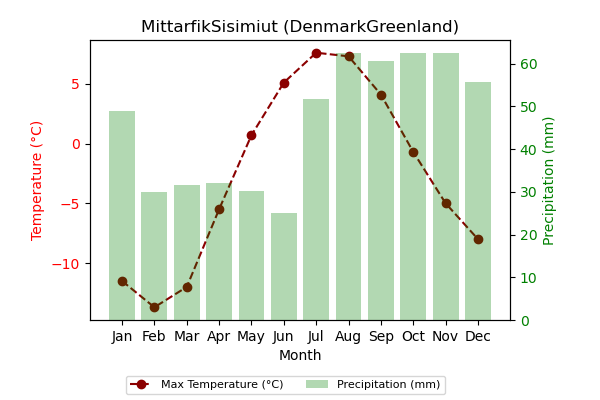 MittarfikSisimiut (DenmarkGreenland)
Temperature (°C)
5
0
−5
−10
60
50
40
30
20
10
0
Precipitation (mm)
Jan Feb Mar Apr May Jun Jul Aug Sep Oct Nov Dec
Month
Max Temperature (°C) Precipitation (mm)